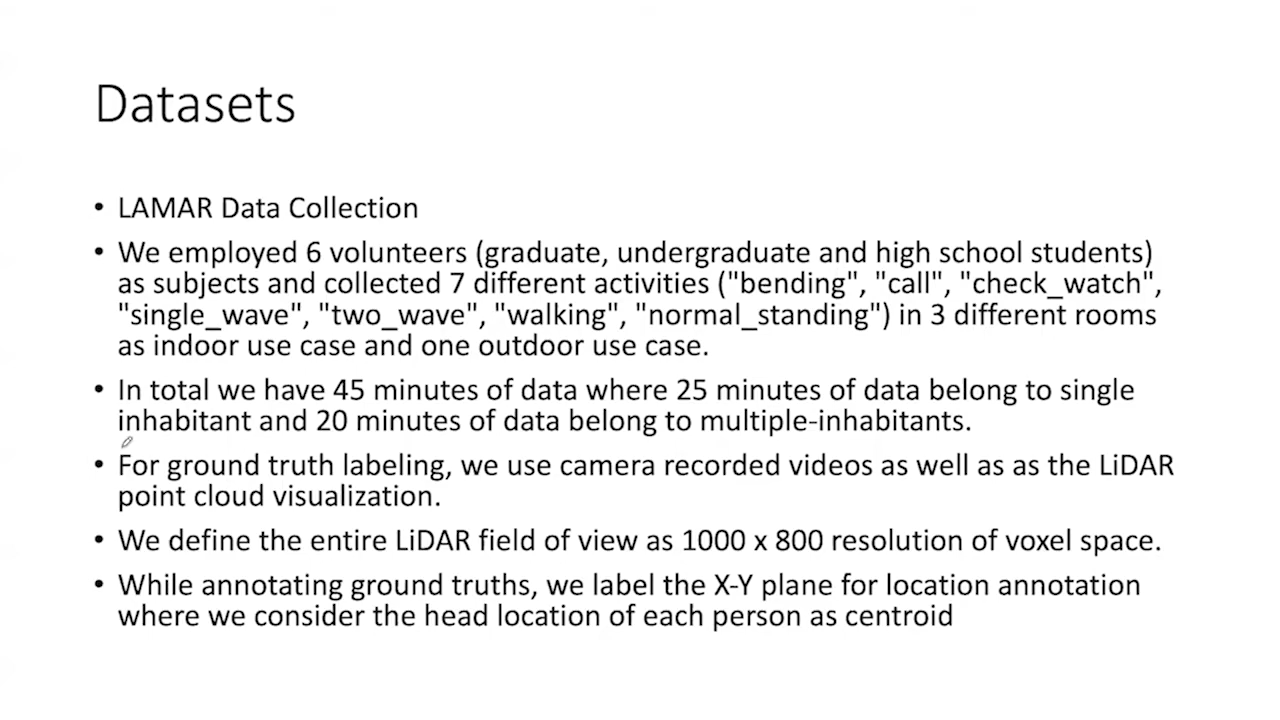 Datasets
• LAMAR Data Collection
• We employed 6 volunteers (graduate, undergraduate and high school students)
as subjects and collected 7 different activities ("bending", "call", "check_watch",
"single_wave", "two_wave", "walking", "normal_standing") in 3 different rooms
as indoor use case and one outdoor use case.
• In total we have 45 minutes of data where 25 minutes of data belong to single
inhabitant and 20 minutes of data belong to multiple-inhabitants.
• For ground truth labeling, we use camera recorded videos as well as as the LiDAR
point cloud visualization.
• We define the entire LiDAR field of view as 1000 x 800 resolution of voxel space.
• While annotating ground truths, we label the X-Y plane for location annotation
where we consider the head location of each person as centroid